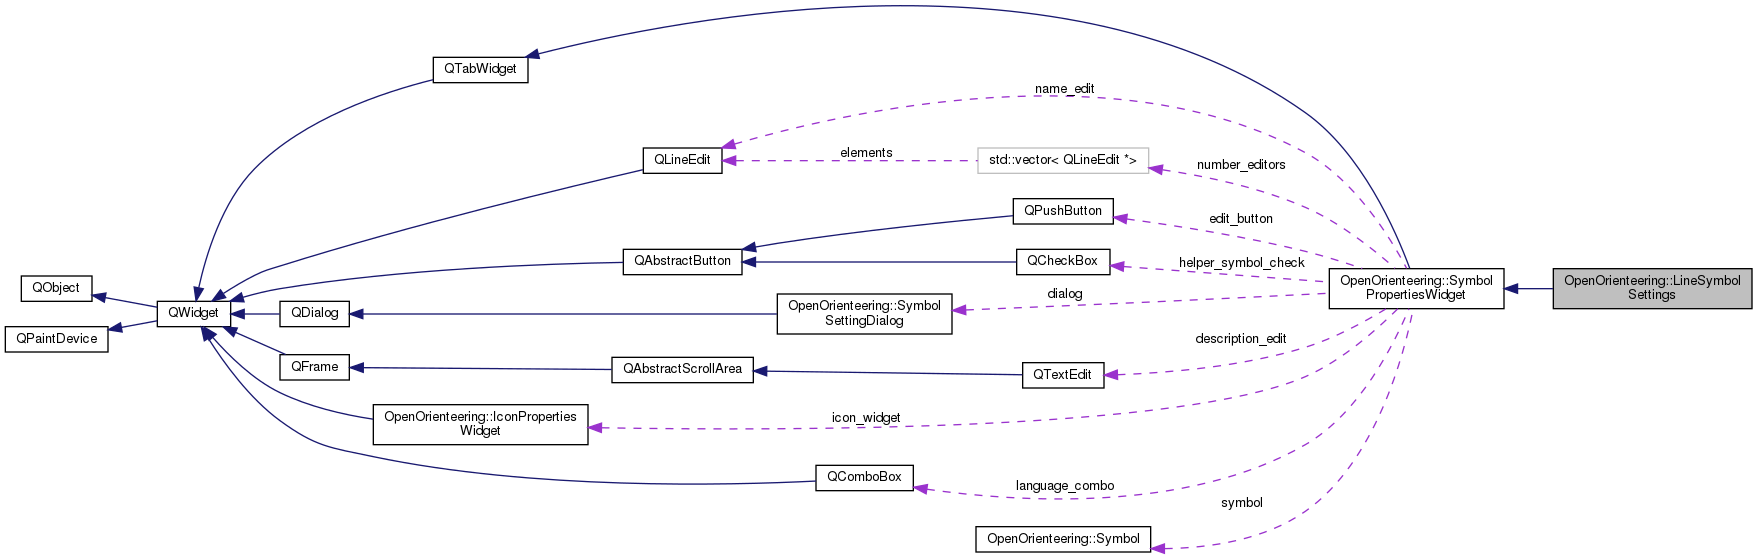 QTabWidget
name_edit
QLineEdit
elements
std::vector< QLineEdit *>
number_editors
QPushButton
edit_button
QAbstractButton
QCheckBox
helper_symbol_check
QObject
QWidget
QPaintDevice
QDialog
OpenOrienteering::Symbol
SettingDialog
dialog
OpenOrienteering::Symbol
PropertiesWidget
OpenOrienteering::LineSymbol
Settings
QFrame
QAbstractScrollArea
QTextEdit
description_edit
OpenOrienteering::IconProperties
Widget
icon_widget
QComboBox
language_combo
symbol
OpenOrienteering::Symbol